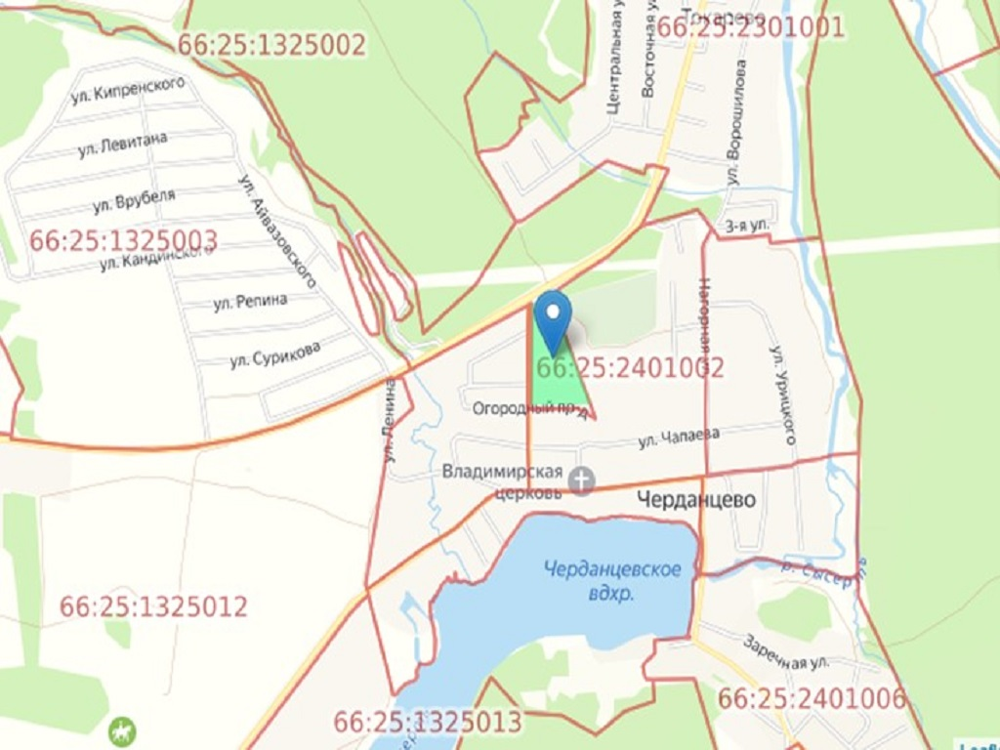 Токарево
66:25:2301001
66:25:1325002
Центральная у
Восточная у
ул. Кипренского
ул. Ворошилова
ул. Левитана
ул. Врубеля
ул. Айвазовского
66:25:1325003
3-я ул.
ул. Кандинского
ул. Репина
Нагорная ул.
ул. Сурикова
66:25:2401002
ул. Урицкого
ул. Ленина
Огородный пр-д
ул. Чапаева
Владимирская
церковь
Черданцево
Черданцевское
вдхр.
р. Сысерть
66:25:1325012
Заречная ул.
66:25:2401006
66:25:1325013